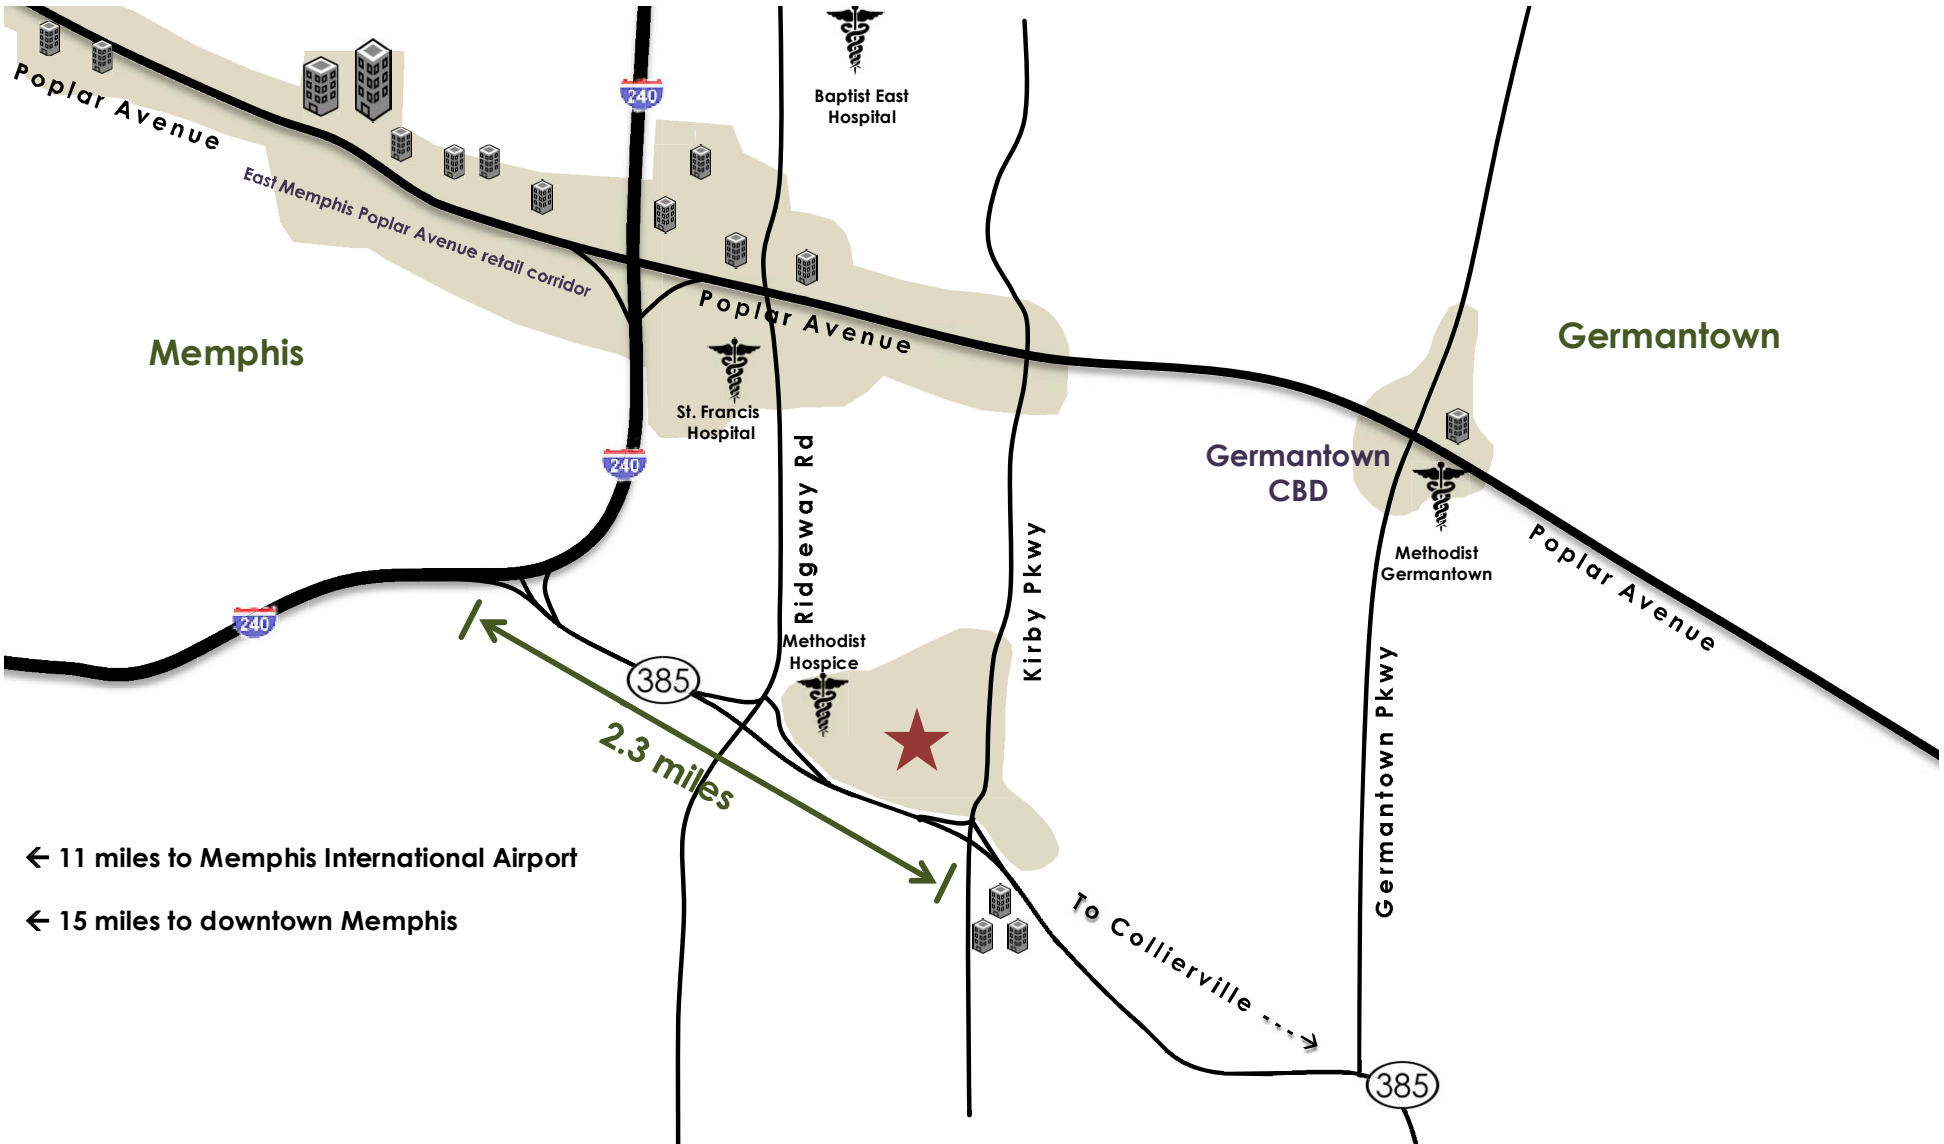 Poplar Avenue
240
Baptist East
Hospital
East Memphis Poplar Avenue retail corridor
Poplar Avenue
Memphis
Germantown
St. Francis
Hospital
Germantown
CBD
240
Ridgeway Rd
Kirby Pkwy
Methodist
Germantown
Poplar Avenue
240
Methodist
Hospice
385
2.3 miles
Germantown Pkwy
← 11 miles to Memphis International Airport
← 15 miles to downtown Memphis
To Collierville
385